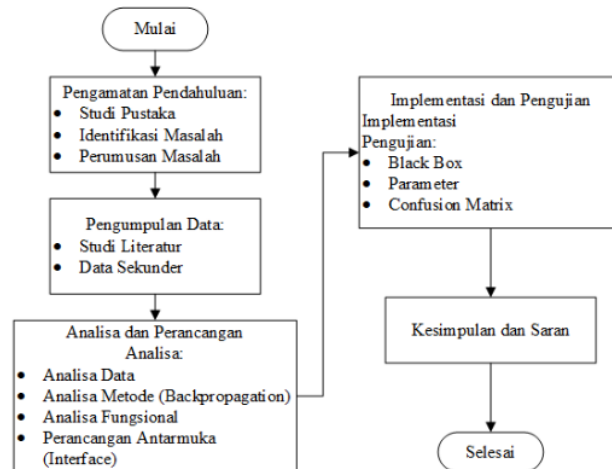 Mulai
Pengamatan Pendahuluan:
• Studi Pustaka
• Identifikasi Masalah
• Perumusan Masalah
Pengumpulan Data:
• Studi Literatur
• Data Sekunder
Analisa dan Perancangan
Analisa:
• Analisa Data
• Analisa Metode (Backpropagation)
• Analisa Fungsional
• Perancangan Antarmuka
(Interface)
Implementasi dan Pengujian
Implementasi
Pengujian:
• Black Box
• Parameter
• Confusion Matrix
Kesimpulan dan Saran
Selesai